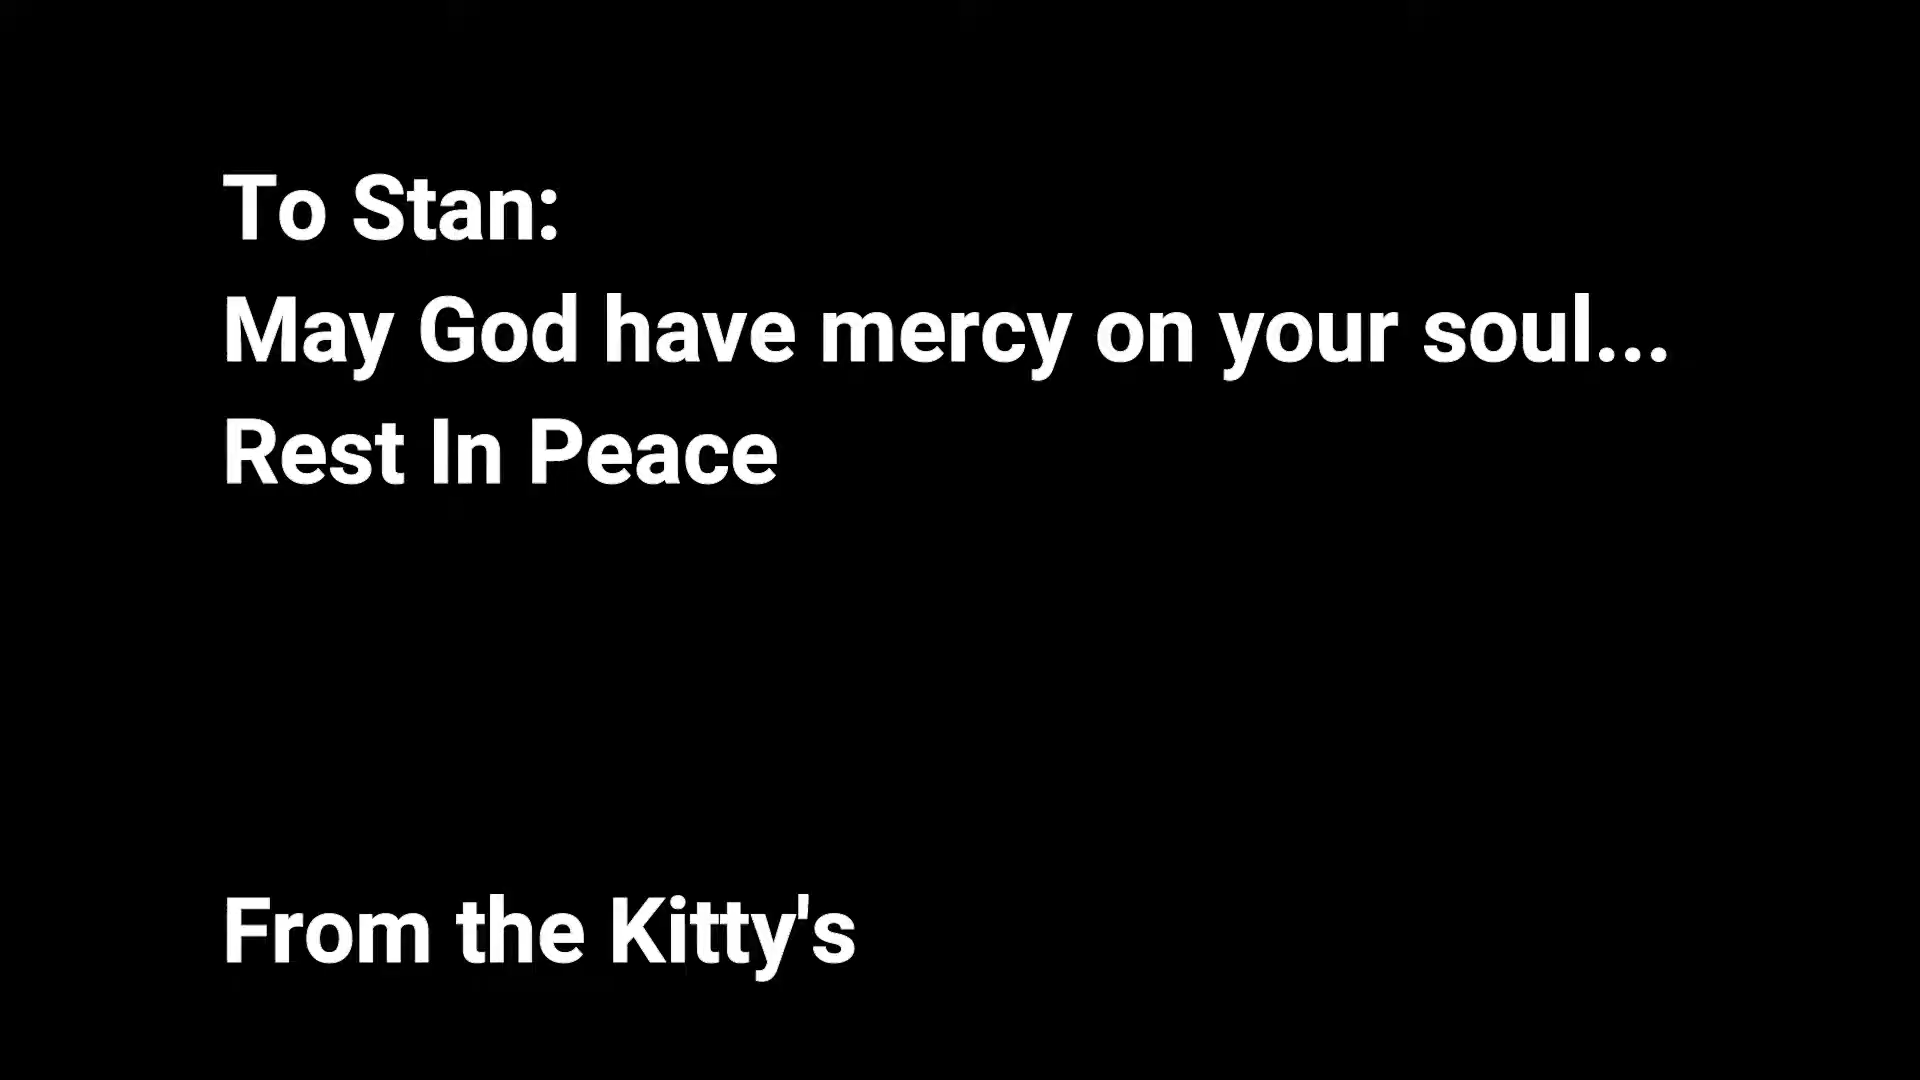 To Stan:
May God have mercy on your soul...
Rest In Peace
From the Kitty's